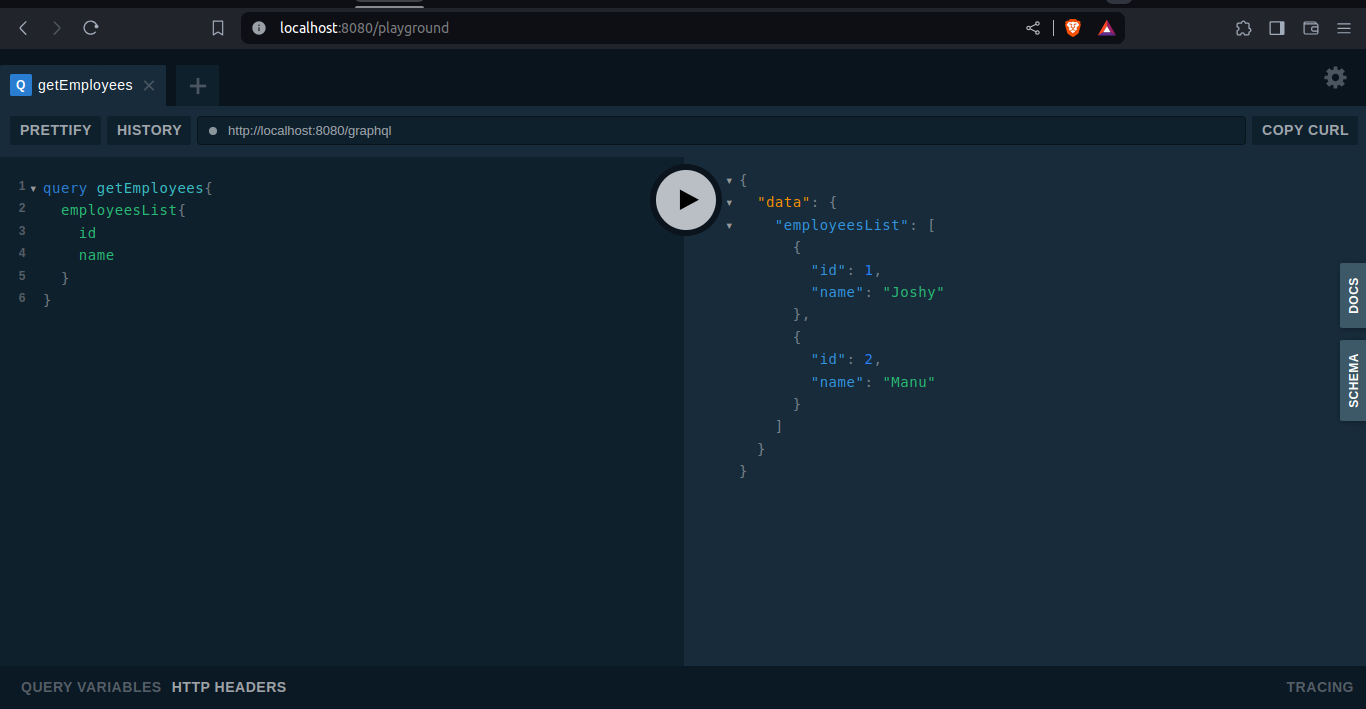 localhost:8080/playground
Q getEmployees
PRETTIFY HISTORY http://localhost:8080/graphql COPY CURL
1 query getEmployees{
2 employeesList{
3 id
4 name
5 }
6 }
{
"data": {
"employeesList": [
{
"id": 1,
"name": "Joshy"
},
{
"id": 2,
"name": "Manu"
}
]
}
}
DOCS
SCHEMA
QUERY VARIABLES HTTP HEADERS TRACING